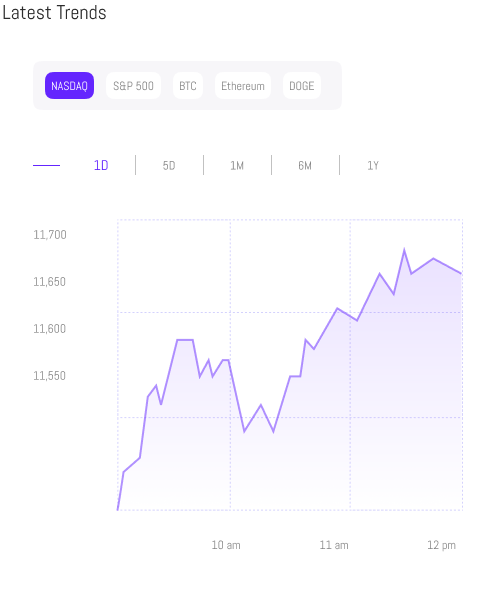 Latest Trends
NASDAQ S&P 500 BTC Ethereum DOGE
1D 5D 1M 6M 1Y
11,700
11,650
11,600
11,550
10 am 11 am 12 pm